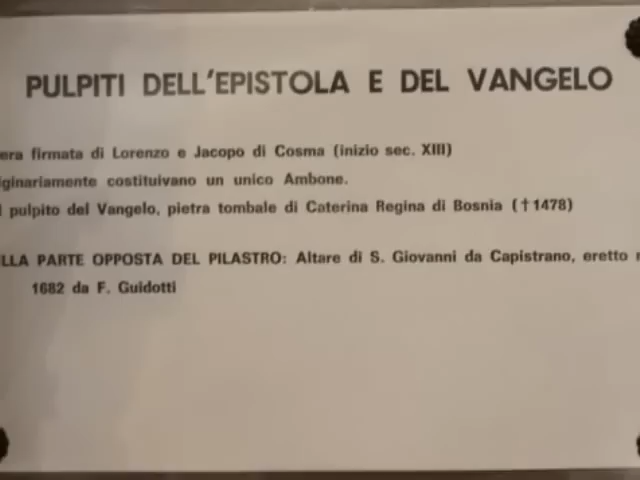 PULPITI DELL'EPISTOLA E DEL VANGELO
era firmata di Lorenzo e Jacopo di Cosma (inizio sec. XIII)
iginariamente costituivano un unico Ambone.
l pulpito del Vangelo, pietra tombale di Caterina Regina di Bosnia (†1478)
LLA PARTE OPPOSTA DEL PILASTRO: Altare di S. Giovanni da Capistrano, eretto n
1682 da F. Guidotti